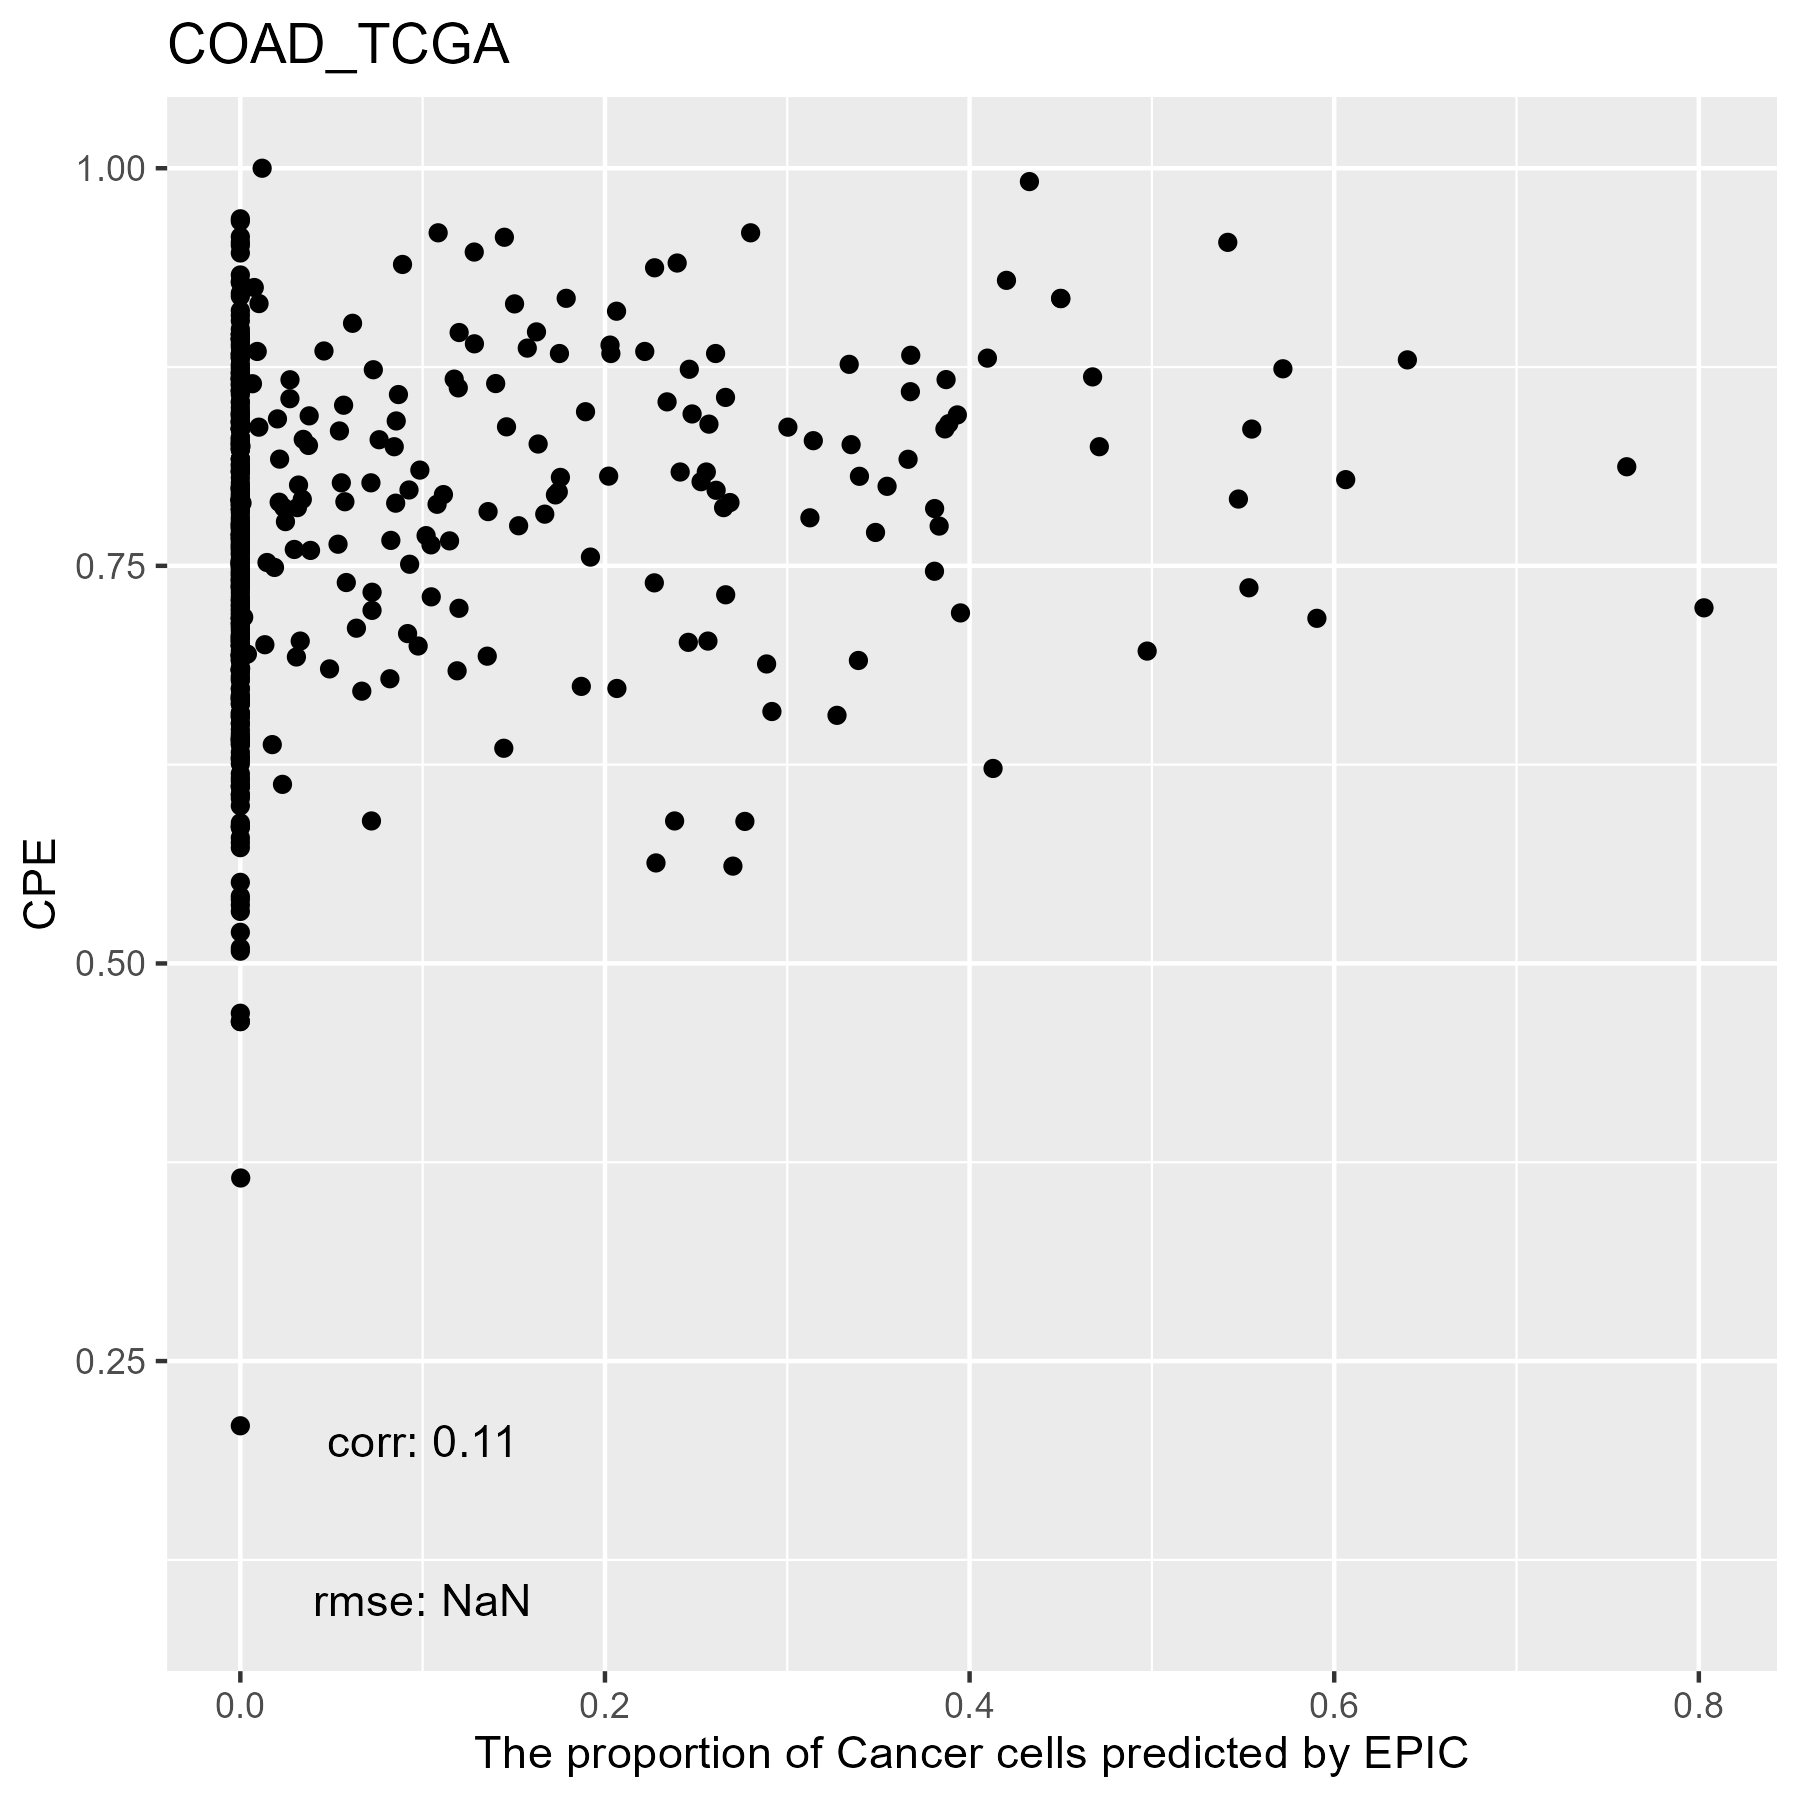 COAD_TCGA
1.00
0.75
0.50
0.25
CPE
corr: 0.11
rmse: NaN
0.0 0.2 0.4 0.6 0.8
The proportion of Cancer cells predicted by EPIC